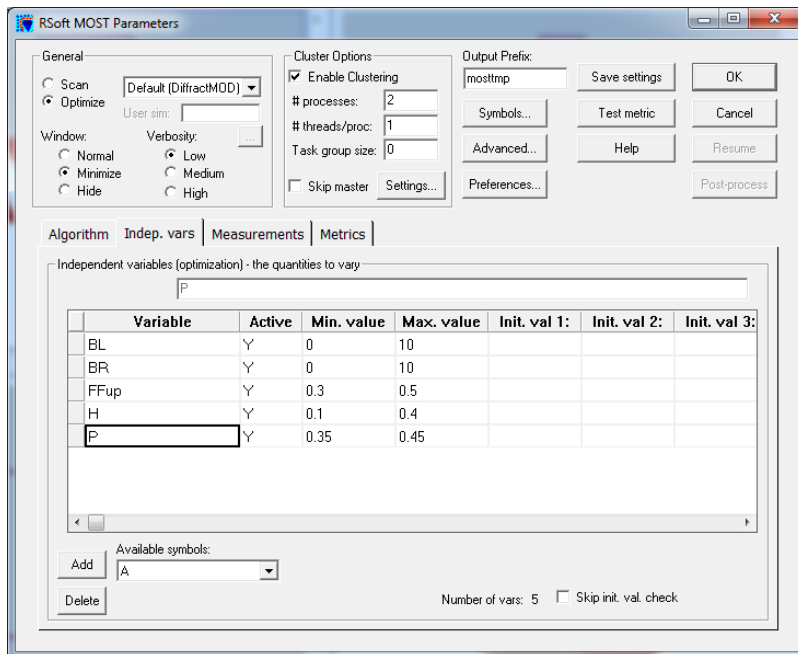 RSoft MOST Parameters
General
Scan
Optimize
Default (DiffractMOD)
User sim:
Window:
Verbosity:
...
Normal
Low
Minimize
Medium
Hide
High
Cluster Options
Enable Clustering
# processes: 2
# threads/proc: 1
Task group size: 0
Skip master
Settings...
Output Prefix:
mosttmp
Save settings
OK
Symbols...
Test metric
Cancel
Advanced...
Help
Resume
Preferences...
Post-process
Algorithm Indep. vars Measurements Metrics
Independent variables (optimization) - the quantities to vary
P
Variable Active Min. value Max. value Init. val 1: Init. val 2: Init. val 3:
BL Y 0 10
BR Y 0 10
FFup Y 0.3 0.5
H Y 0.1 0.4
P Y 0.35 0.45
Add
Available symbols:
A
Delete
Number of vars: 5
Skip init. val. check